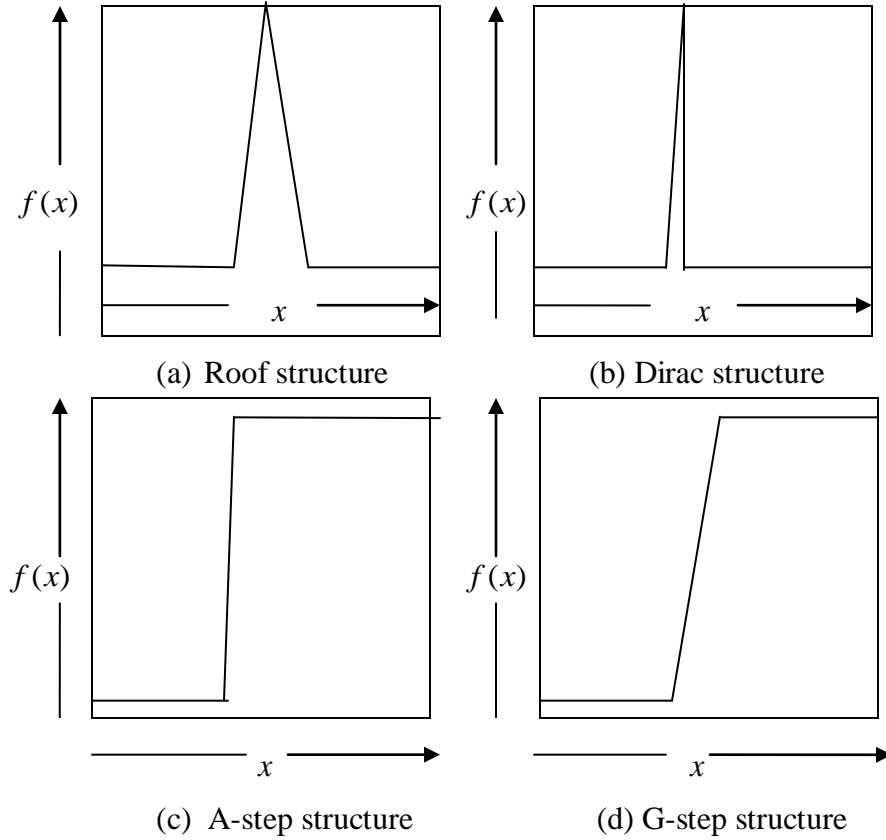 f(x)
f(x)
x
x
(a) Roof structure
(b) Dirac structure
f(x)
f(x)
x
x
(c) A-step structure
(d) G-step structure